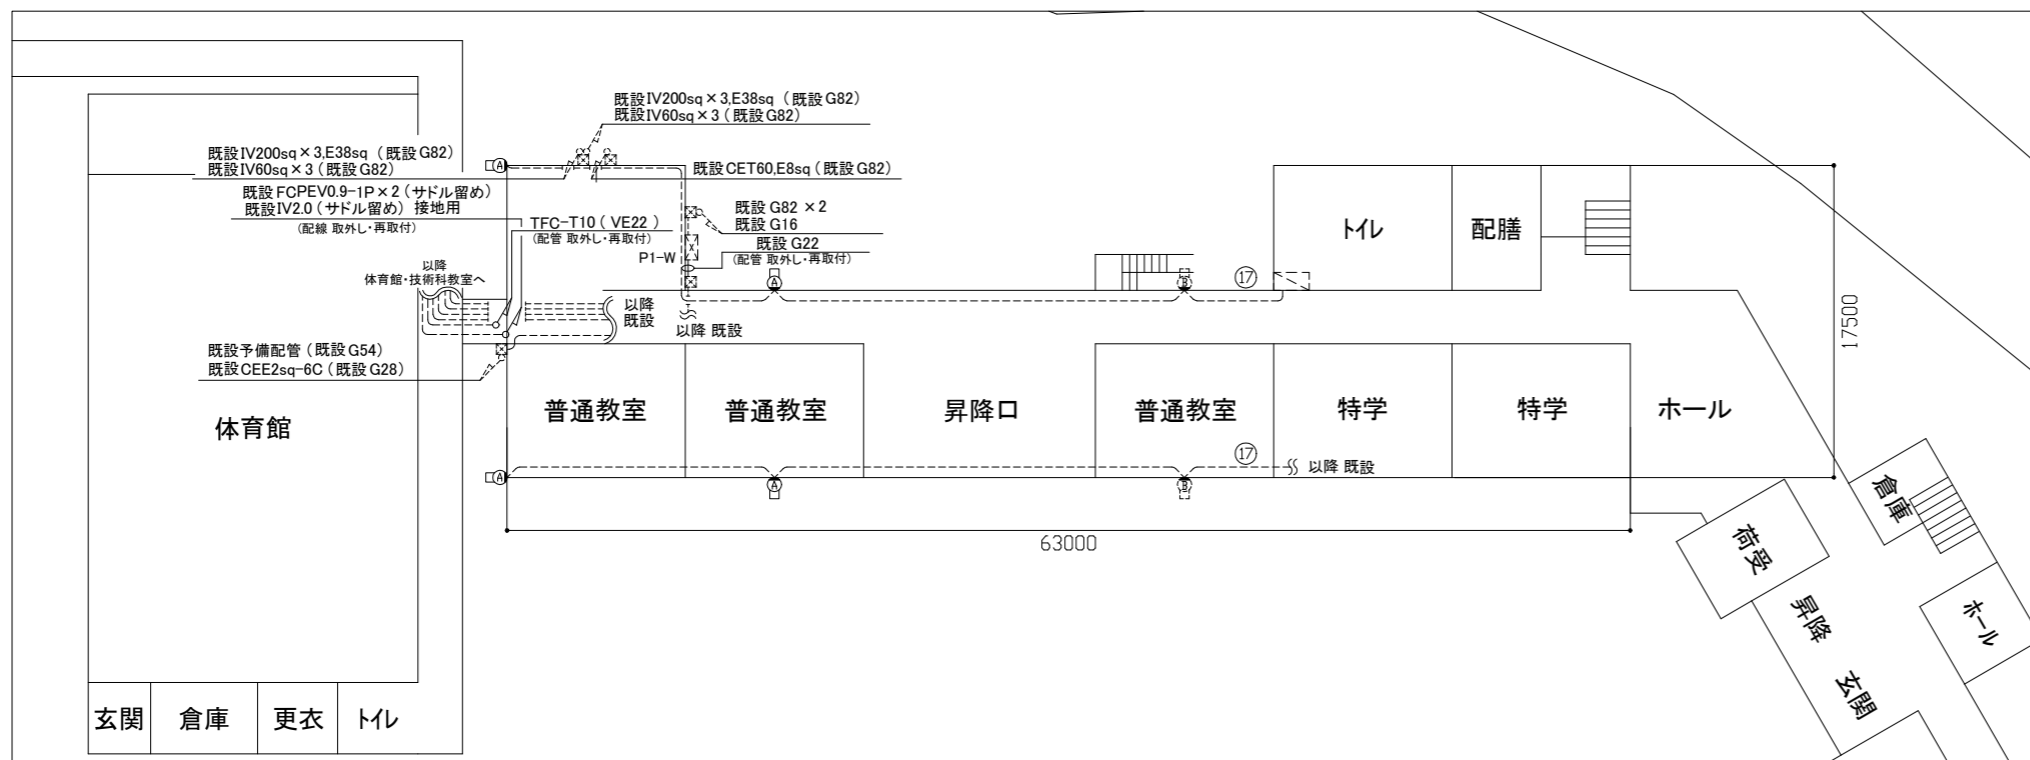 既設IV200sq×3,E38sq（既設G82）
既設IV60sq×3（既設G82）
既設IV200sq×3,E38sq（既設G82）
既設IV60sq×3（既設G82）
既設CET60,E8sq（既設G82）
既設FCPEV0.9-1P×2（サドル留め）
既設IV2.0（サドル留め）接地用
（配線 取外し・再取付）
TFC-T10（VE22）
（配管 取外し・再取付）
既設 G82 ×2
既設 G16
既設 G22
（配管 取外し・再取付）
P1-W
以降
体育館・技術科教室へ
以降
既設
以降 既設
既設予備配管（既設G54）
既設CEE2sq-6C（既設G28）
A
A
B
17
トイレ
配膳
17500
体育館
普通教室
普通教室
昇降口
普通教室
特学
特学
ホール
A
A
B
17
以降 既設
63000
倉庫
荷受
昇降 玄関
ホール
玄関
倉庫
更衣
トイレ